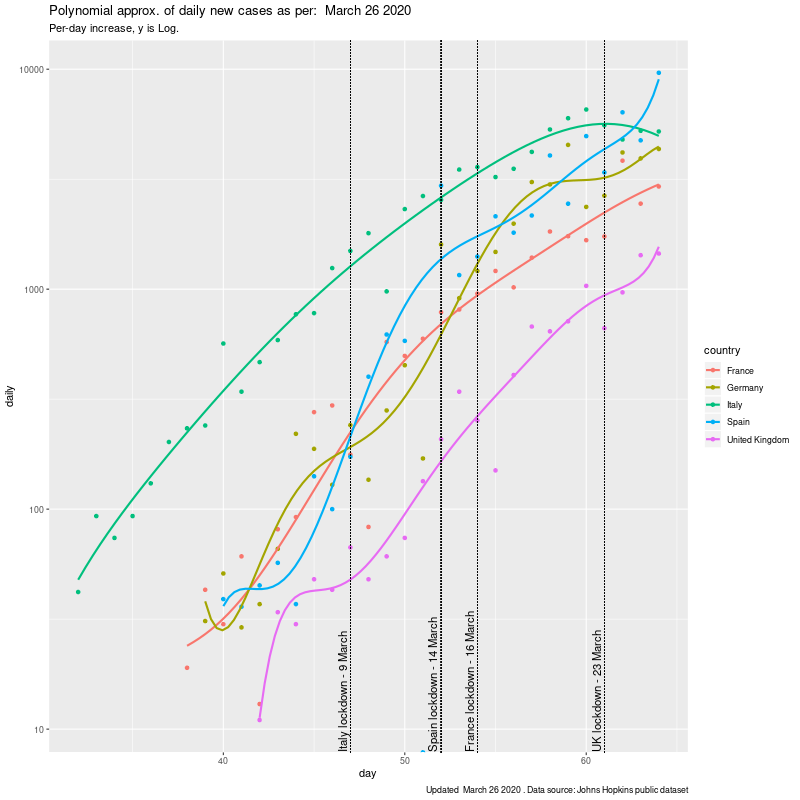 Polynomial approx. of daily new cases as per:  March 26 2020
Per-day increase, y is Log.
10000
1000
100
10
daily
Italy lockdown - 9 March
Spain lockdown - 14 March
France lockdown - 16 March
UK lockdown - 23 March
40
50
60
day
country
France
Germany
Italy
Spain
United Kingdom
Updated  March 26 2020 . Data source: Johns Hopkins public dataset